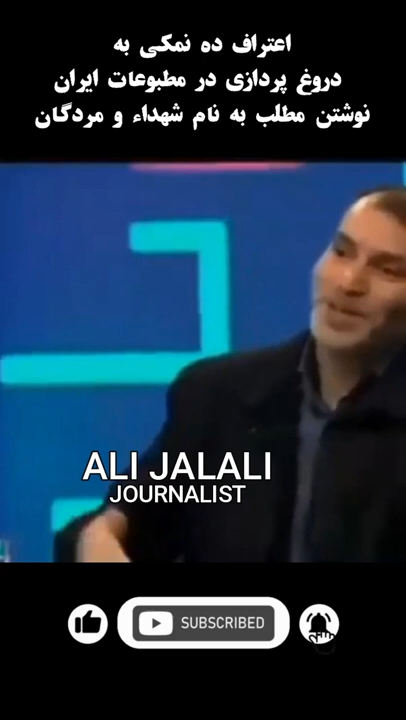 اعتراف ده نمکی به
دروغ پردازی در مطبوعات ایران
نوشتن مطلب به نام شهداء و مردگان
ALI JALALI
JOURNALIST
SUBSCRIBED